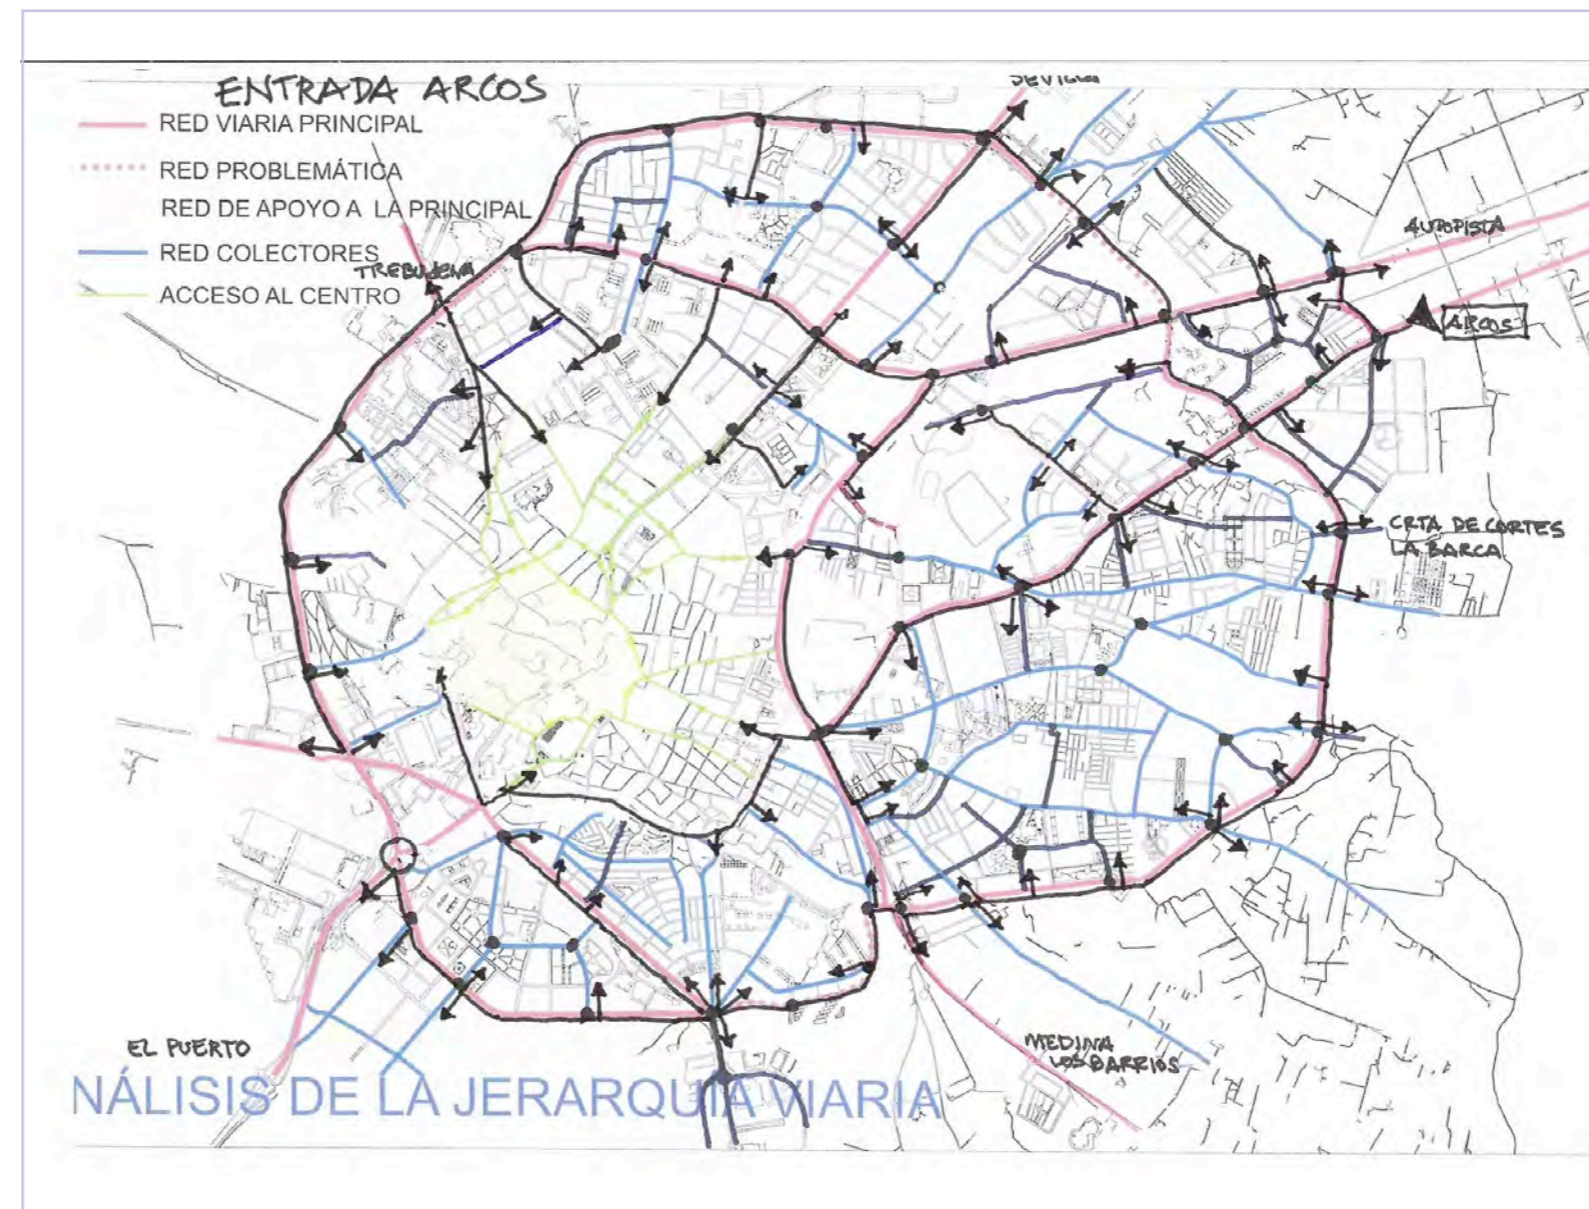 ENTRADA ARCOS
RED VIARIA PRINCIPAL
RED PROBLEMÁTICA
RED DE APOYO A LA PRINCIPAL
RED COLECTORES
ACCESO AL CENTRO
TREBUJENA
SEVILLA
AUTOPISTA
ARCOS
CRTA DE CORTES
LA BARCA
EL PUERTO
MEDINA
LOS BARRIOS
NÁLISIS DE LA JERARQUIA VIARIA